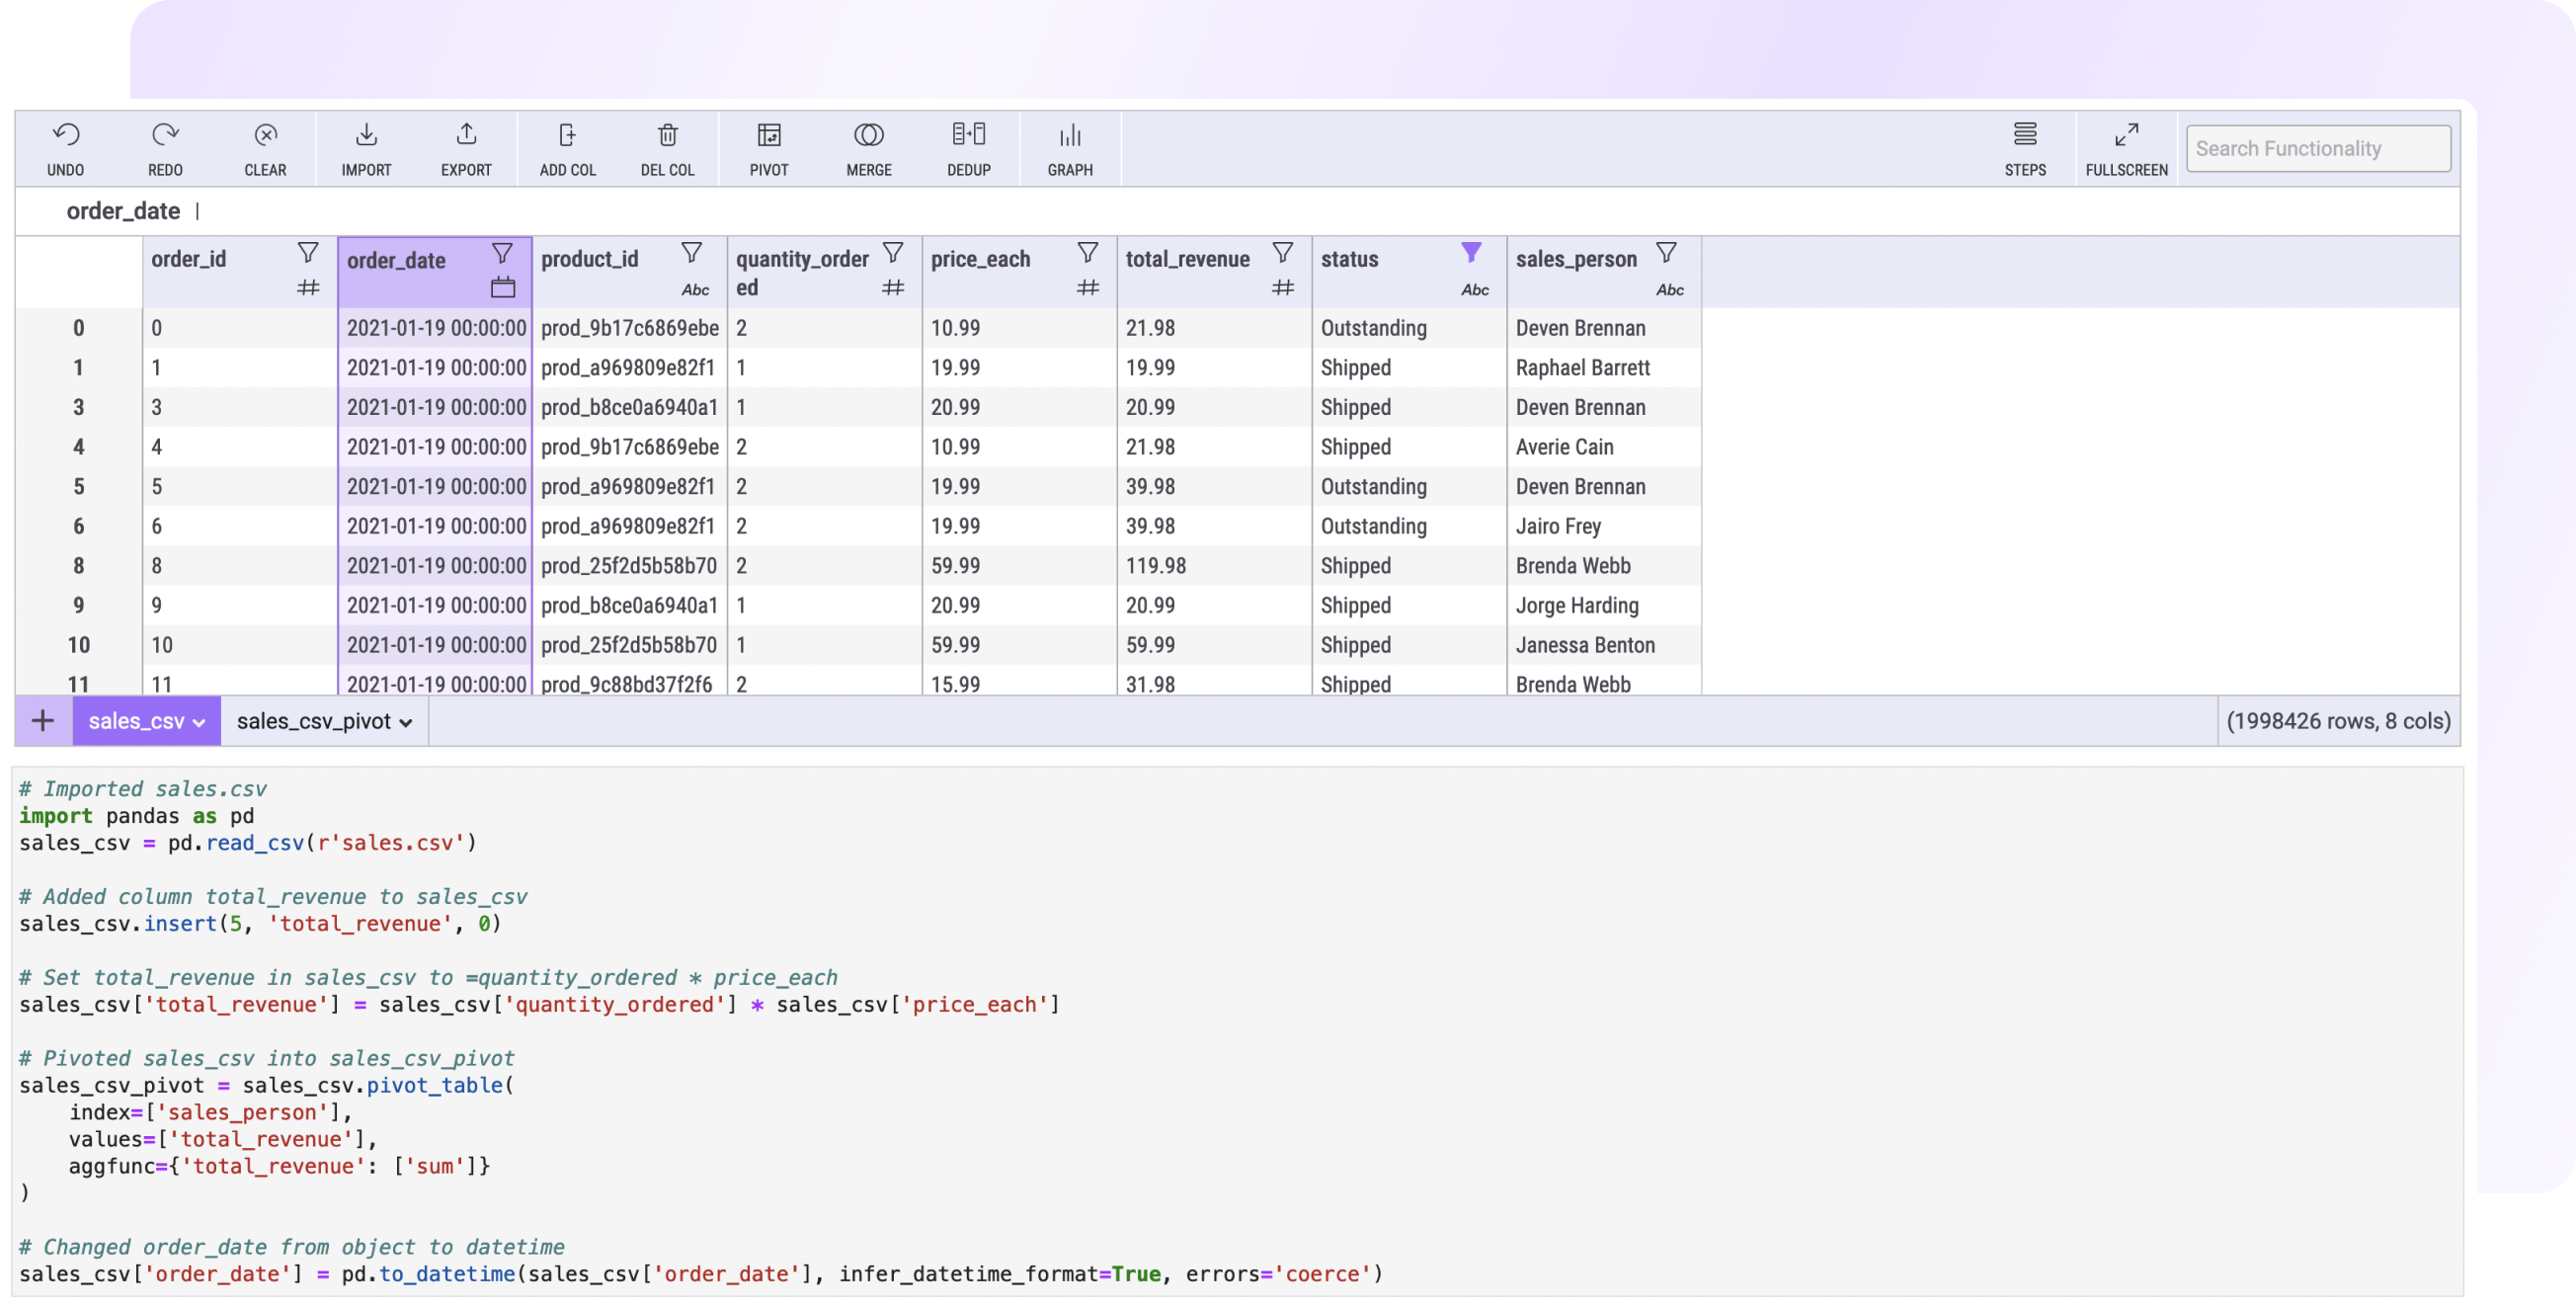 UNDO REDO CLEAR IMPORT EXPORT ADD COL DEL COL PIVOT MERGE DEDUP GRAPH STEPS FULLSCREEN Search Functionality
order_date
order_id order_date product_id quantity_order price_each total_revenue status sales_person
# ed Abc # # # Abc Abc
0 0 2021-01-19 00:00:00 prod_9b17c6869ebe 2 10.99 21.98 Outstanding Deven Brennan
1 1 2021-01-19 00:00:00 prod_a969809e82f1 1 19.99 19.99 Shipped Raphael Barrett
3 3 2021-01-19 00:00:00 prod_b8ce0a6940a1 1 20.99 20.99 Shipped Deven Brennan
4 4 2021-01-19 00:00:00 prod_9b17c6869ebe 2 10.99 21.98 Shipped Averie Cain
5 5 2021-01-19 00:00:00 prod_a969809e82f1 2 19.99 39.98 Outstanding Deven Brennan
6 6 2021-01-19 00:00:00 prod_a969809e82f1 2 19.99 39.98 Outstanding Jairo Frey
8 8 2021-01-19 00:00:00 prod_25f2d5b58b70 2 59.99 119.98 Shipped Brenda Webb
9 9 2021-01-19 00:00:00 prod_b8ce0a6940a1 1 20.99 20.99 Shipped Jorge Harding
10 10 2021-01-19 00:00:00 prod_25f2d5b58b70 1 59.99 59.99 Shipped Janessa Benton
11 11 2021-01-19 00:00:00 prod_9c88bd37f2f6 2 15.99 31.98 Shipped Brenda Webb
+ sales_csv sales_csv_pivot (1998426 rows, 8 cols)
# Imported sales.csv
import pandas as pd
sales_csv = pd.read_csv(r'sales.csv')
# Added column total_revenue to sales_csv
sales_csv.insert(5, 'total_revenue', 0)
# Set total_revenue in sales_csv to =quantity_ordered * price_each
sales_csv['total_revenue'] = sales_csv['quantity_ordered'] * sales_csv['price_each']
# Pivoted sales_csv into sales_csv_pivot
sales_csv_pivot = sales_csv.pivot_table(
    index=['sales_person'],
    values=['total_revenue'],
    aggfunc={'total_revenue': ['sum']}
)
# Changed order_date from object to datetime
sales_csv['order_date'] = pd.to_datetime(sales_csv['order_date'], infer_datetime_format=True, errors='coerce')